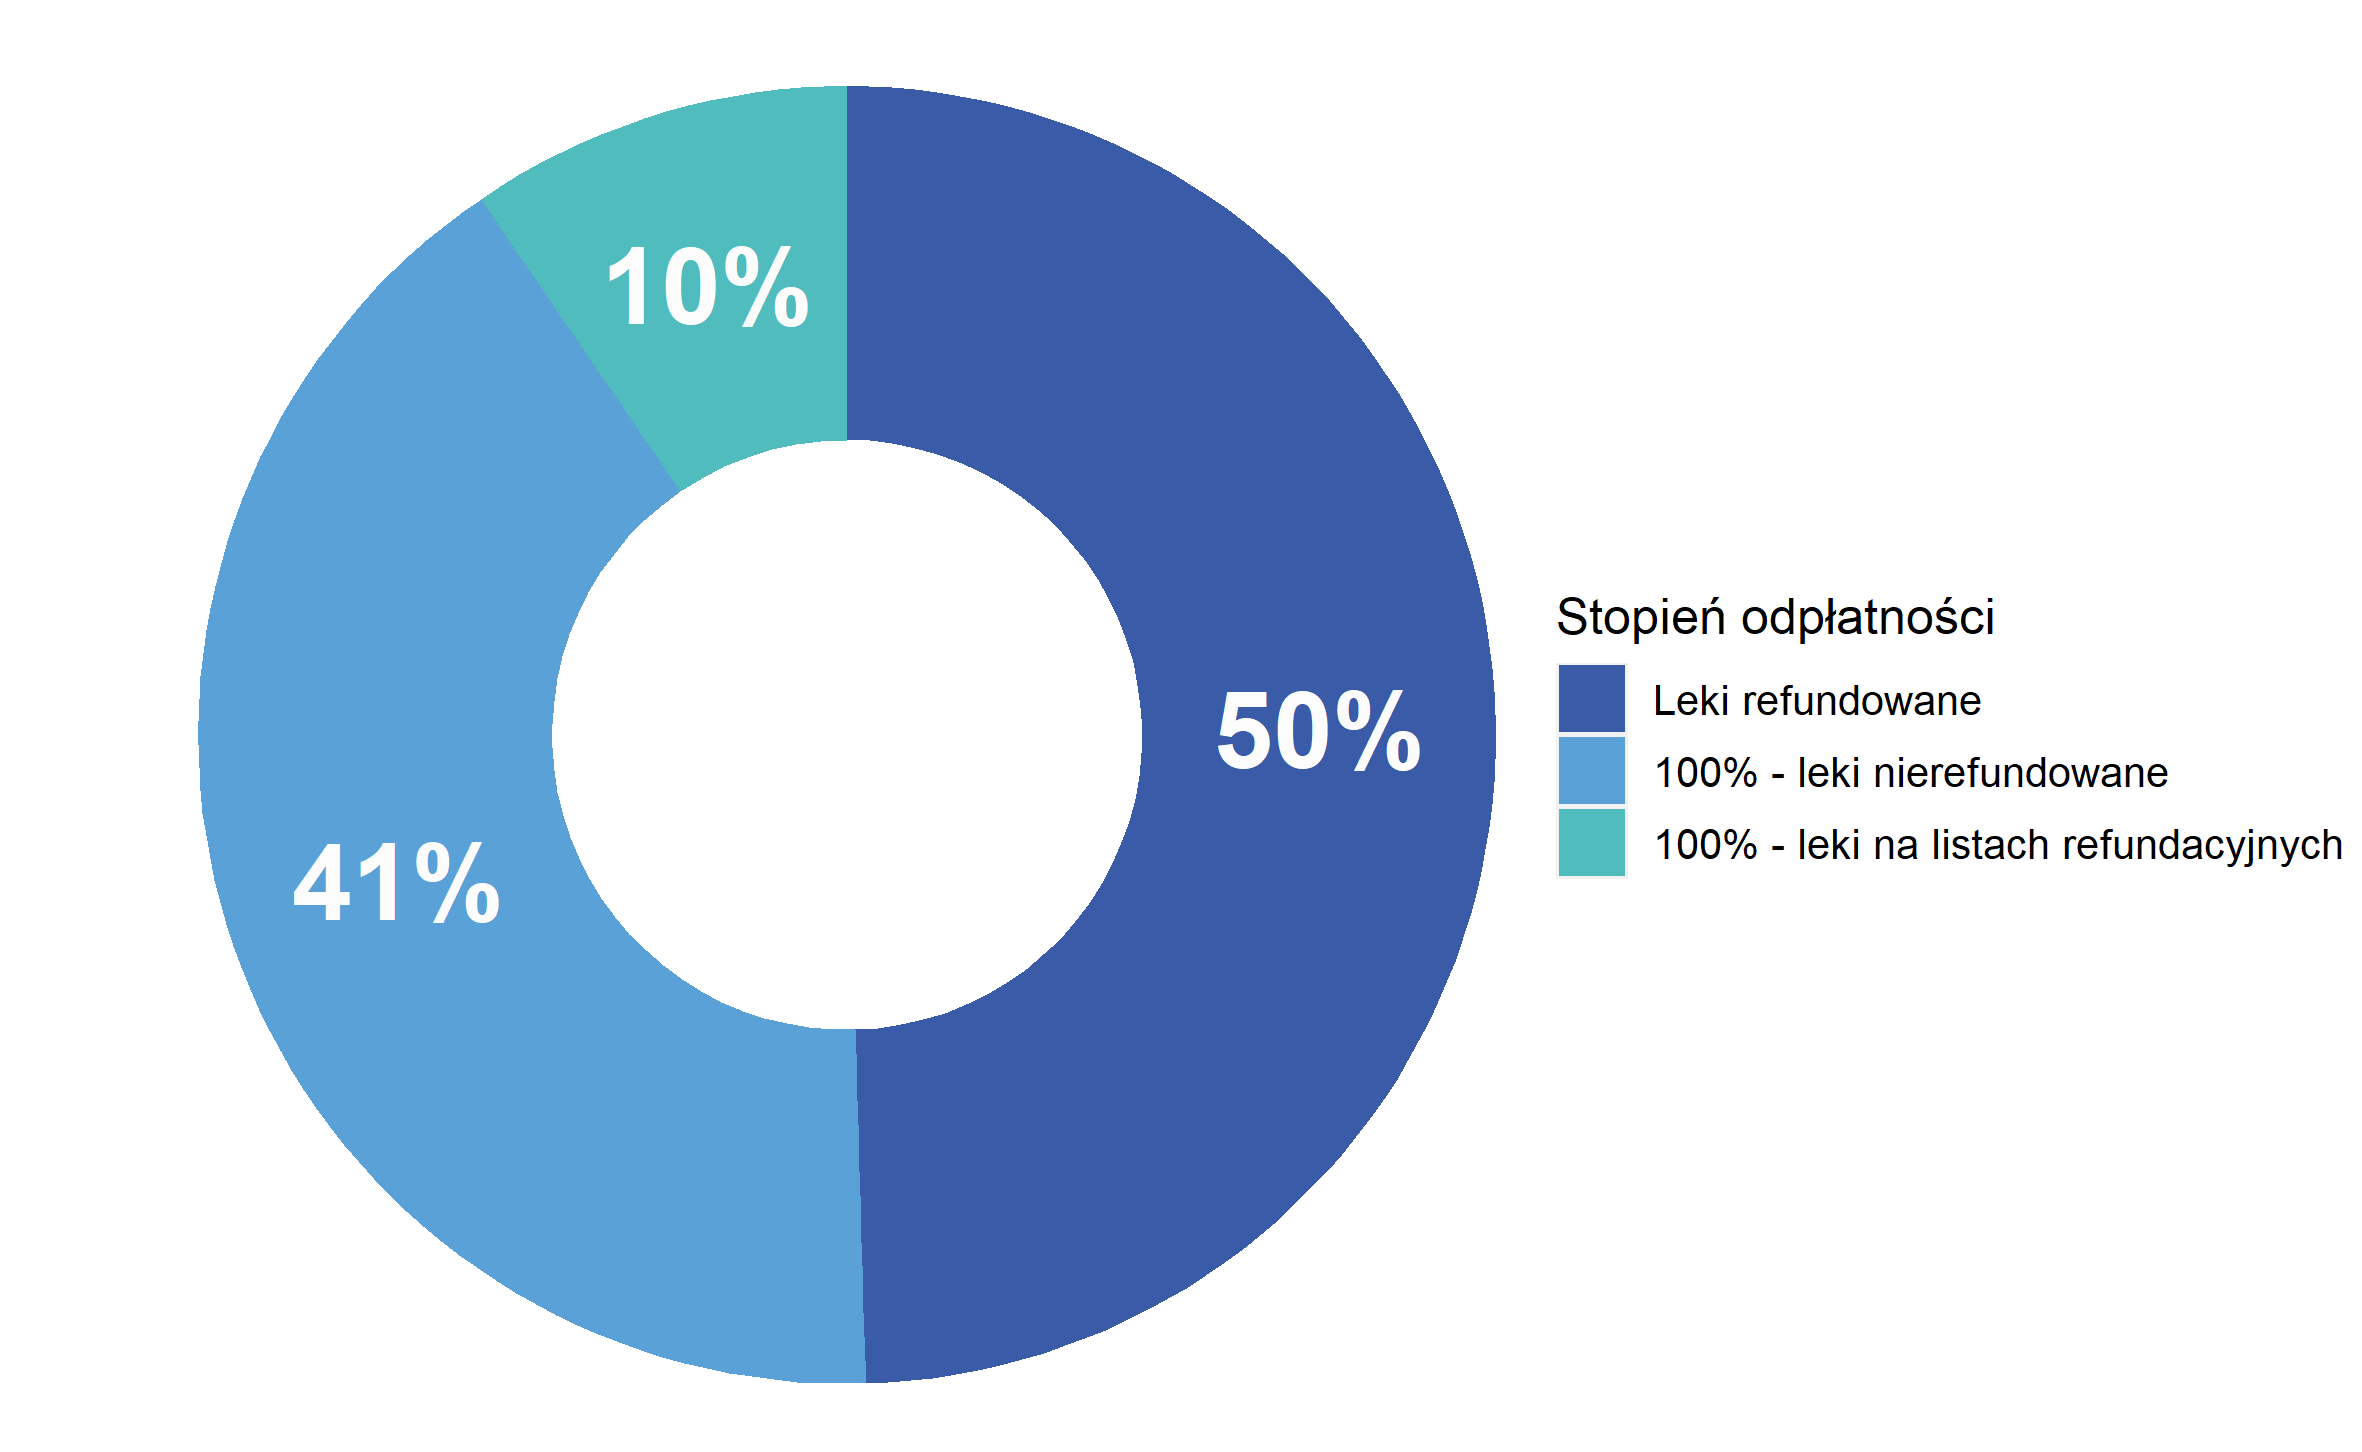 10%
50%
41%
Stopień odpłatności
Leki refundowane
100% - leki nierefundowane
100% - leki na listach refundacyjnych